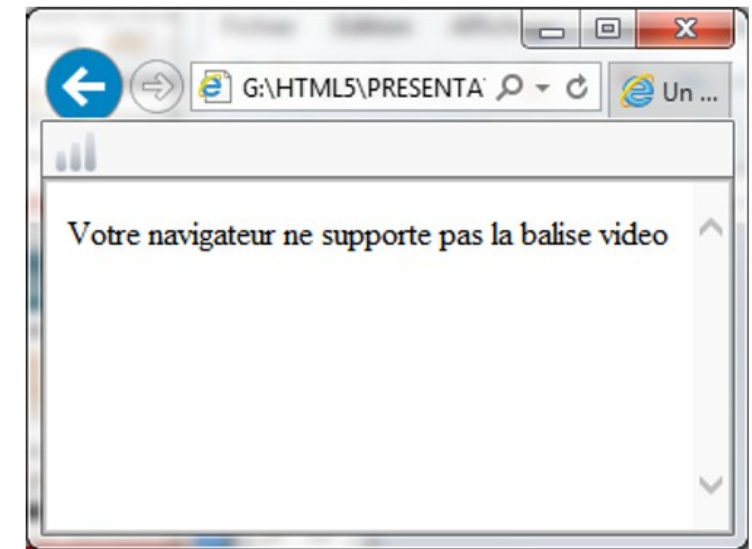 G:\HTML5\PRESENTA
Un ...
Votre navigateur ne supporte pas la balise video